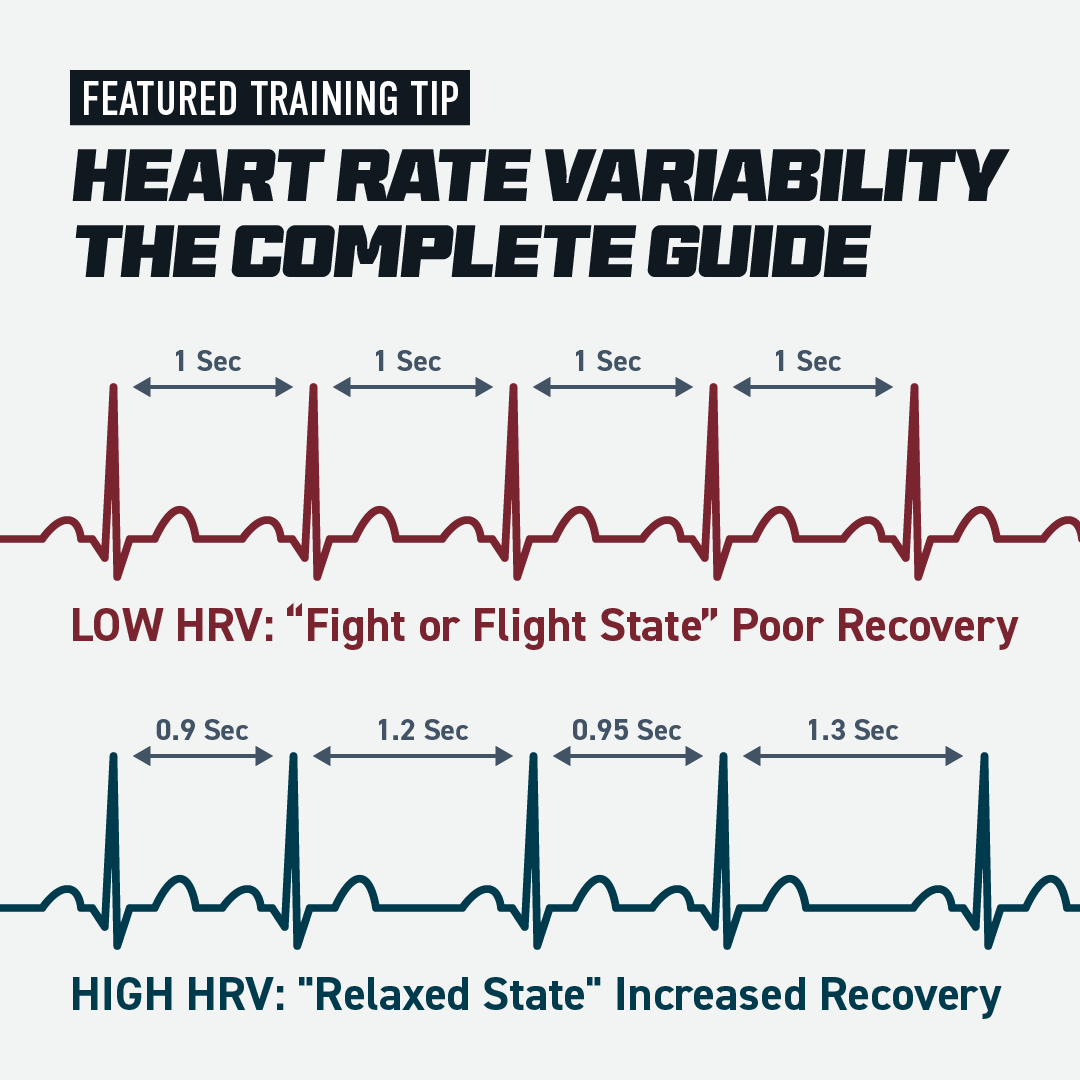 FEATURED TRAINING TIP
HEART RATE VARIABILITY
THE COMPLETE GUIDE
1 Sec 1 Sec 1 Sec 1 Sec
LOW HRV: “Fight or Flight State” Poor Recovery
0.9 Sec 1.2 Sec 0.95 Sec 1.3 Sec
HIGH HRV: "Relaxed State" Increased Recovery